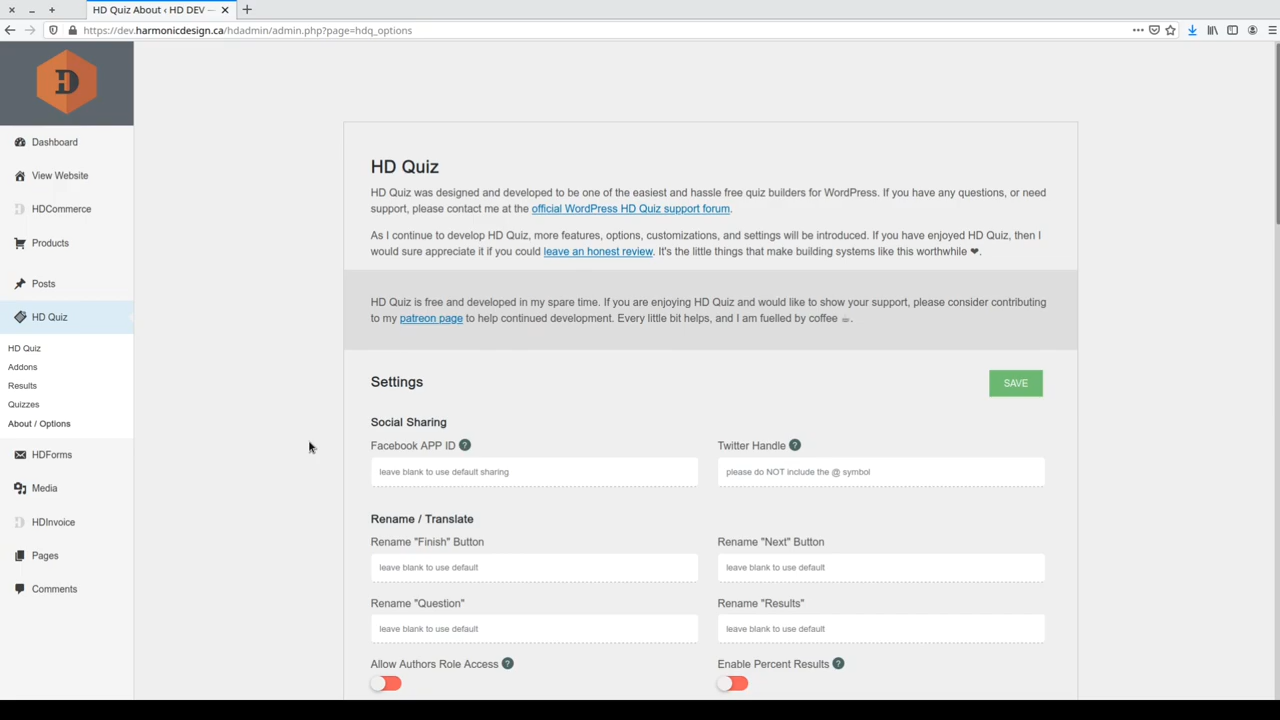 HD Quiz About ‹ HD DEV —
https://dev.harmonicdesign.ca/hdadmin/admin.php?page=hdq_options
Dashboard
View Website
HDCommerce
Products
Posts
HD Quiz
HD Quiz
Addons
Results
Quizzes
About / Options
HDForms
Media
HDInvoice
Pages
Comments
HD Quiz
HD Quiz was designed and developed to be one of the easiest and hassle free quiz builders for WordPress. If you have any questions, or need
support, please contact me at the official WordPress HD Quiz support forum.
As I continue to develop HD Quiz, more features, options, customizations, and settings will be introduced. If you have enjoyed HD Quiz, then I
would sure appreciate it if you could leave an honest review. It's the little things that make building systems like this worthwhile ❤.
HD Quiz is free and developed in my spare time. If you are enjoying HD Quiz and would like to show your support, please consider contributing
to my patreon page to help continued development. Every little bit helps, and I am fuelled by coffee ☕.
Settings
SAVE
Social Sharing
Facebook APP ID ?
Twitter Handle ?
leave blank to use default sharing
please do NOT include the @ symbol
Rename / Translate
Rename "Finish" Button
Rename "Next" Button
leave blank to use default
leave blank to use default
Rename "Question"
Rename "Results"
leave blank to use default
leave blank to use default
Allow Authors Role Access ?
Enable Percent Results ?